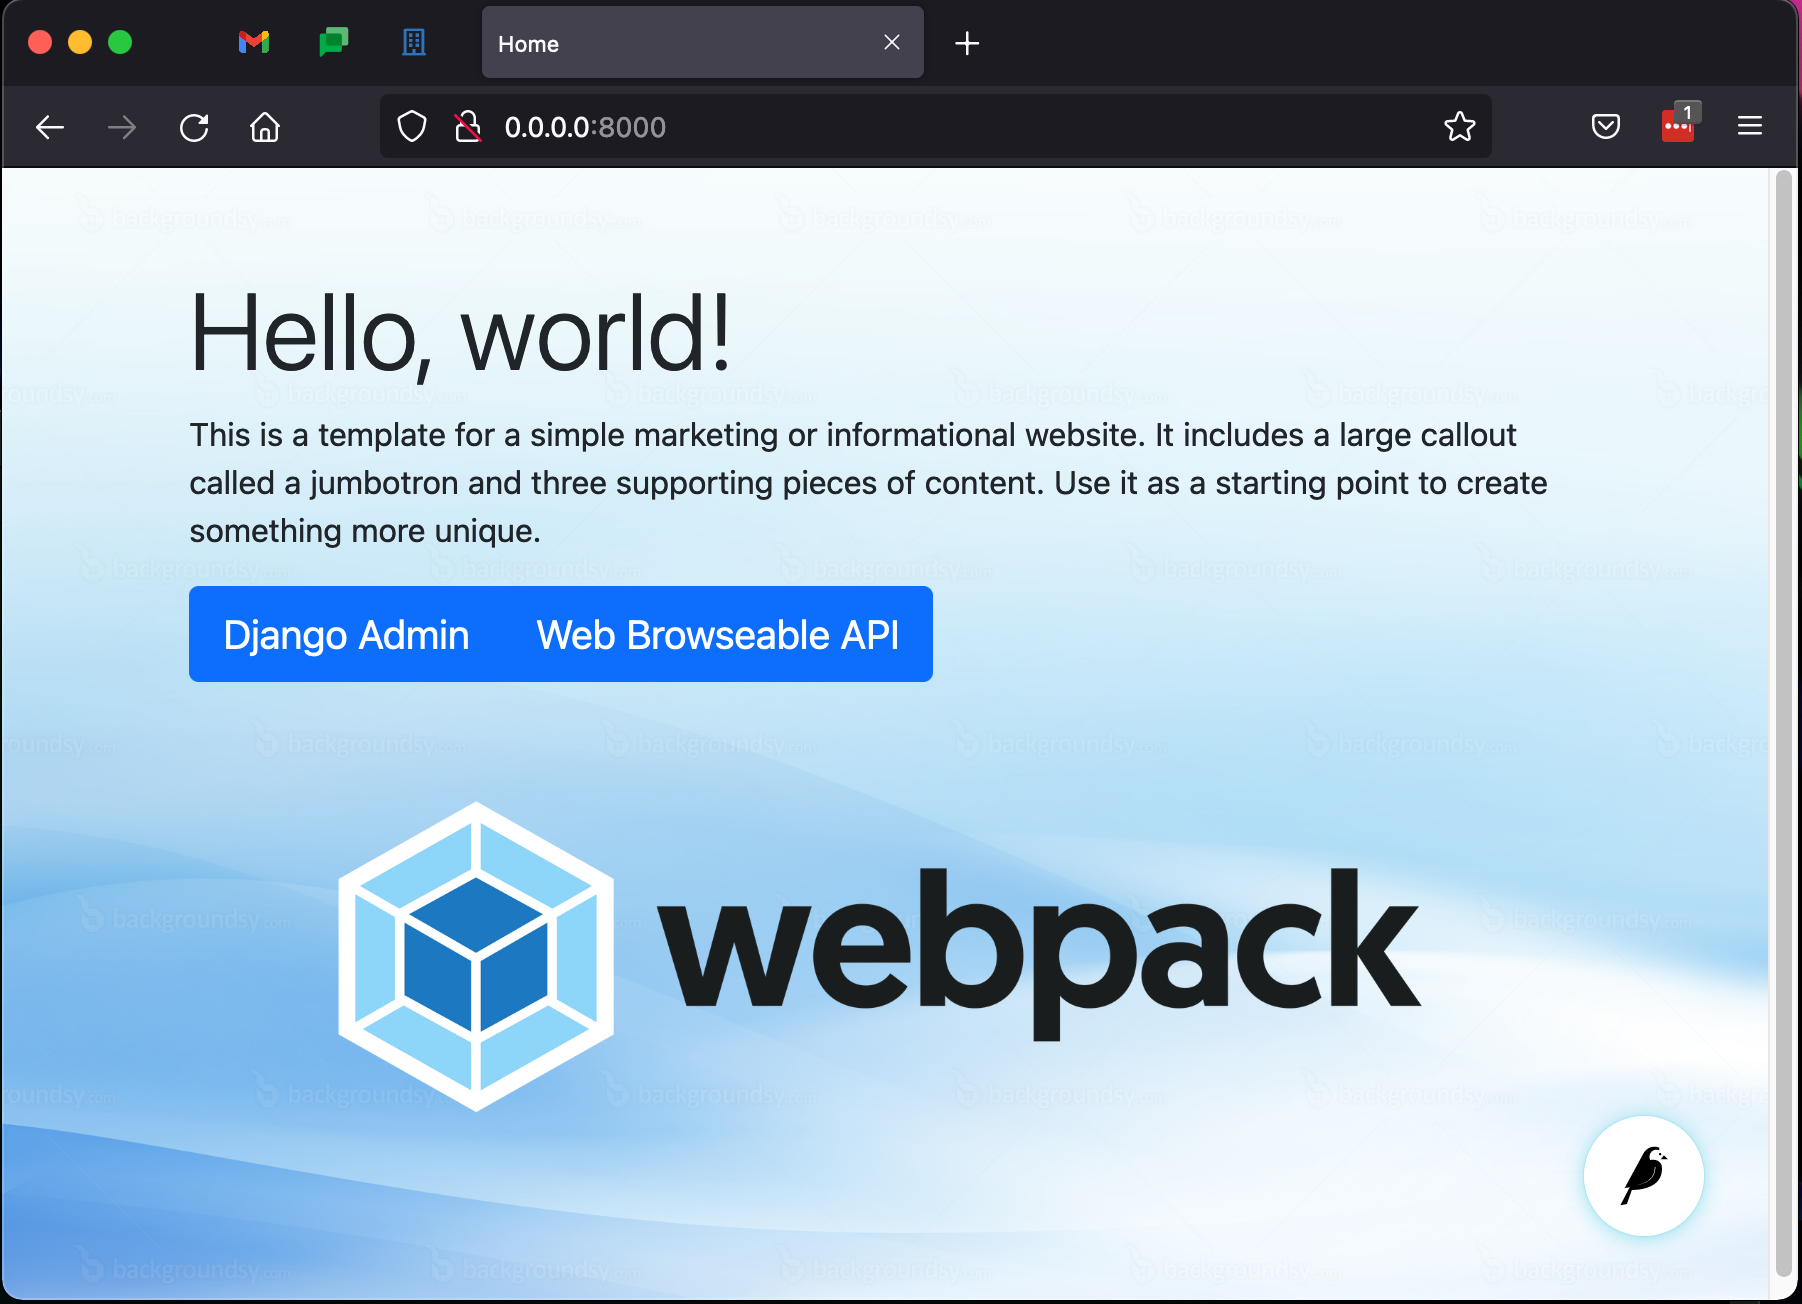 Home
0.0.0.0:8000
1
Hello, world!
This is a template for a simple marketing or informational website. It includes a large callout
called a jumbotron and three supporting pieces of content. Use it as a starting point to create
something more unique.
Django Admin Web Browseable API
webpack
backgroundsy.com